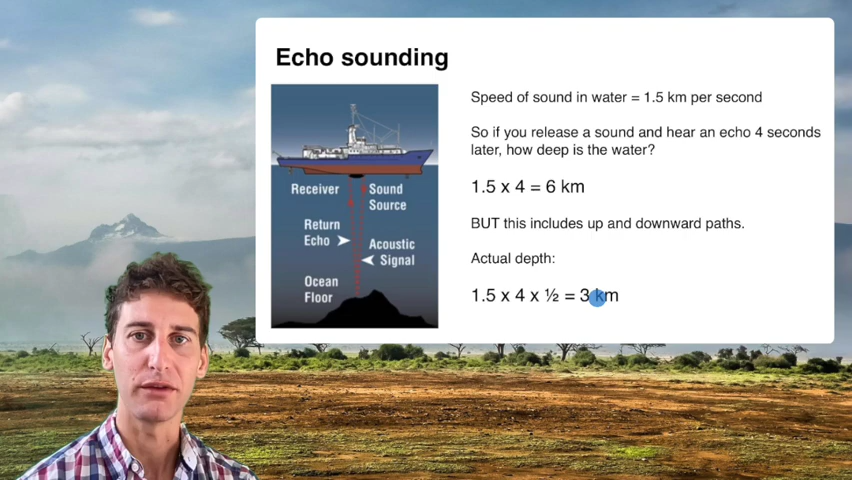 Echo sounding
Receiver
Sound
Source
Return
Echo
Acoustic
Signal
Ocean
Floor
Speed of sound in water = 1.5 km per second
So if you release a sound and hear an echo 4 seconds
later, how deep is the water?
1.5 x 4 = 6 km
BUT this includes up and downward paths.
Actual depth:
1.5 x 4 x ½ = 3 km